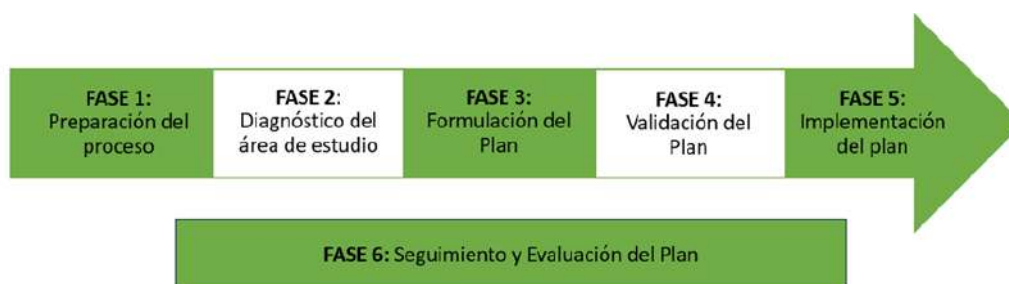 FASE 1:
Preparación del
proceso
FASE 2:
Diagnóstico del
área de estudio
FASE 3:
Formulación del
Plan
FASE 4:
Validación del
Plan
FASE 5:
Implementación
del plan
FASE 6: Seguimiento y Evaluación del Plan